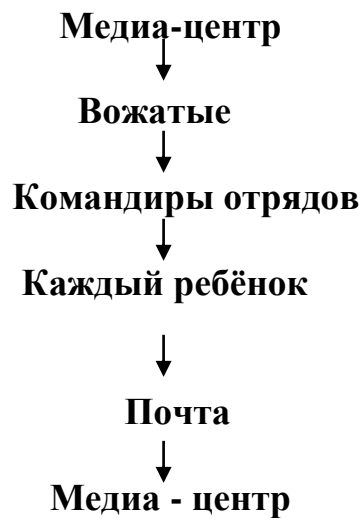 Медиа-центр
Вожатые
Командиры отрядов
Каждый ребёнок
Почта
Медиа - центр